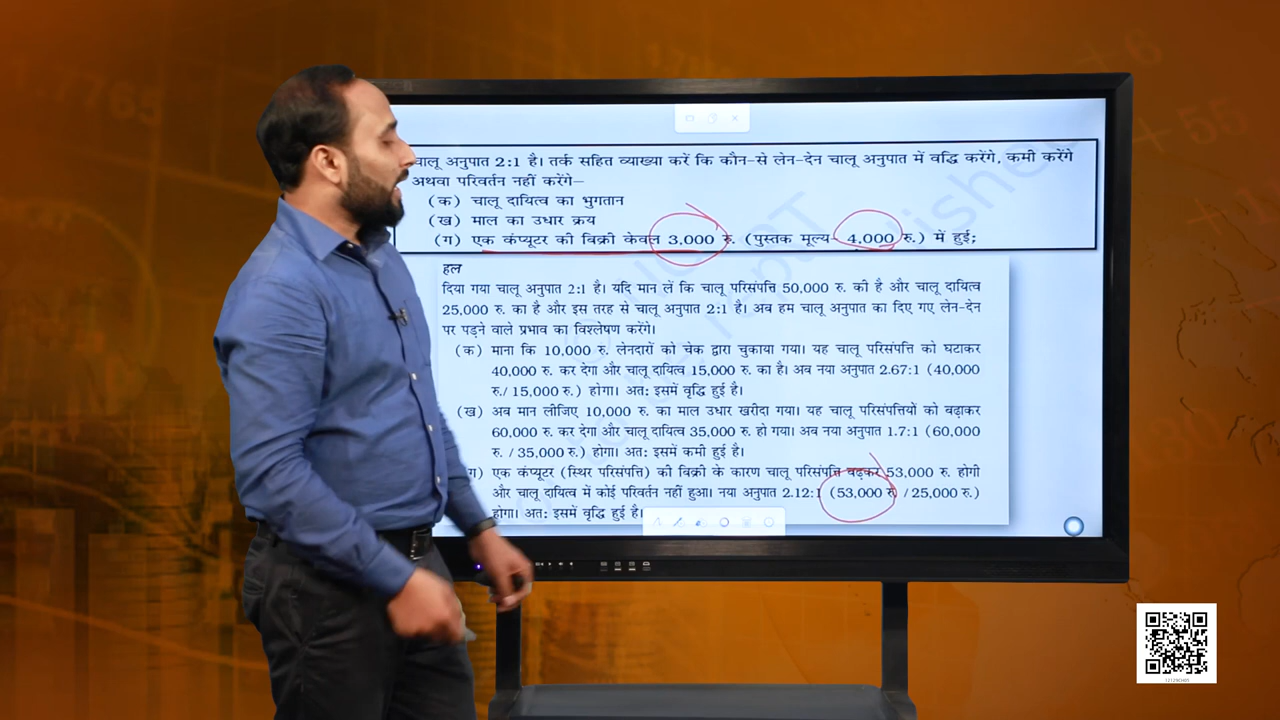 चालू अनुपात 2:1 है। तर्क सहित व्याख्या करें कि कौन-से लेन-देन चालू अनुपात में वृद्धि करेंगे, कमी करेंगे
अथवा परिवर्तन नहीं करेंगे—
(क) चालू दायित्व का भुगतान
(ख) माल का उधार क्रय
(ग) एक कंप्यूटर की बिक्री केवल 3,000 रु. (पुस्तक मूल्य- 4,000 रु.) में हुई;
हल
दिया गया चालू अनुपात 2:1 है। यदि मान लें कि चालू परिसंपत्ति 50,000 रु. की है और चालू दायित्व
25,000 रु. का है और इस तरह से चालू अनुपात 2:1 है। अब हम चालू अनुपात का दिए गए लेन-देन
पर पड़ने वाले प्रभाव का विश्लेषण करेंगे।
(क) माना कि 10,000 रु. लेनदारों को चेक द्वारा चुकाया गया। यह चालू परिसंपत्ति को घटाकर
40,000 रु. कर देगा और चालू दायित्व 15,000 रु. का है। अब नया अनुपात 2.67:1 (40,000
रु./ 15,000 रु.) होगा। अत: इसमें वृद्धि हुई है।
(ख) अब मान लीजिए 10,000 रु. का माल उधार खरीदा गया। यह चालू परिसंपत्तियों को बढ़ाकर
60,000 रु. कर देगा और चालू दायित्व 35,000 रु. हो गया। अब नया अनुपात 1.7:1 (60,000
रु. / 35,000 रु.) होगा। अत: इसमें कमी हुई है।
ग) एक कंप्यूटर (स्थिर परिसंपत्ति) की बिक्री के कारण चालू परिसंपत्ति बढ़कर 53,000 रु. होगी
और चालू दायित्व में कोई परिवर्तन नहीं हुआ। नया अनुपात 2.12:1 (53,000 रु. /25,000 रु.)
होगा। अत: इसमें वृद्धि हुई है।
12129CH05